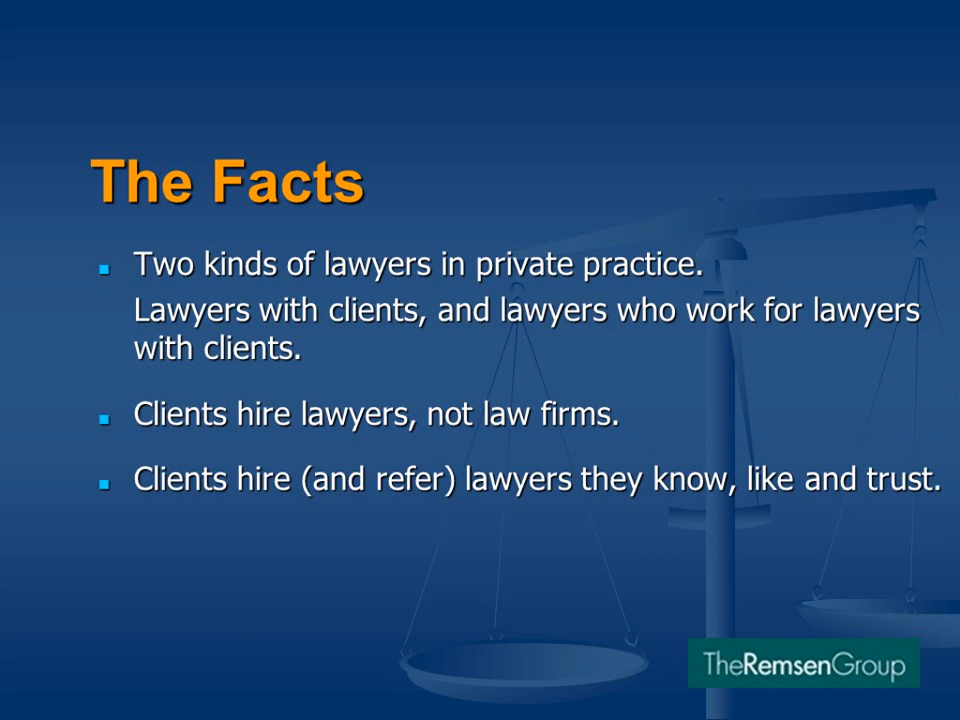 The Facts
Two kinds of lawyers in private practice.
Lawyers with clients, and lawyers who work for lawyers
with clients.
Clients hire lawyers, not law firms.
Clients hire (and refer) lawyers they know, like and trust.
TheRemsenGroup